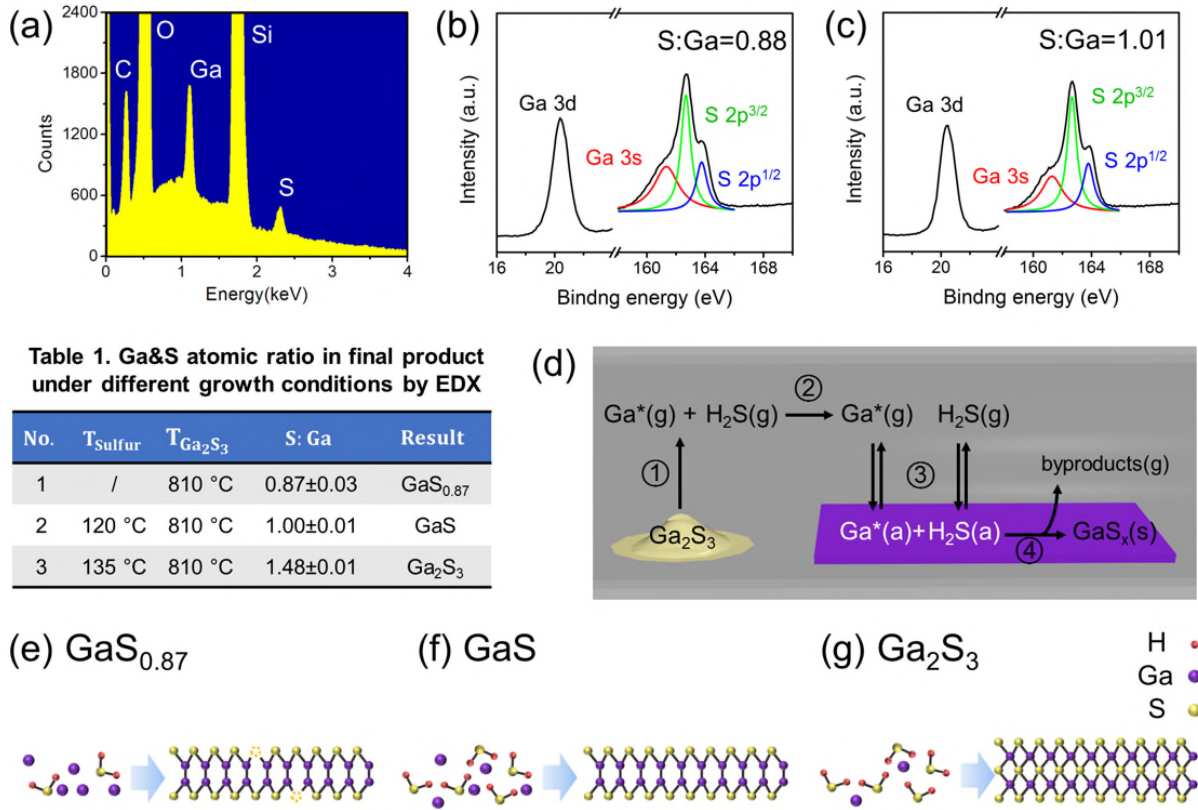 (a)
2400
1800
1200
600
0
Counts
C
O
Ga
Si
S
0 1 2 3 4
Energy(keV)
(b)
S:Ga=0.88
Intensity (a.u.)
Ga 3d
Ga 3s
S 2p3/2
S 2p1/2
16 20 160 164 168
Bindng energy (eV)
(c)
S:Ga=1.01
Intensity (a.u.)
Ga 3d
Ga 3s
S 2p3/2
S 2p1/2
16 20 160 164 168
Bindng energy (eV)
Table 1. Ga&S atomic ratio in final product
under different growth conditions by EDX
No. TSulfur TGa2S3 S: Ga Result
1 / 810 °C 0.87±0.03 GaS0.87
2 120 °C 810 °C 1.00±0.01 GaS
3 135 °C 810 °C 1.48±0.01 Ga2S3
(d)
Ga*(g) + H2S(g) ② Ga*(g) H2S(g)
① ③ byproducts(g)
Ga2S3 Ga*(a)+H2S(a) ④ GaSx(s)
(e) GaS0.87
(f) GaS
(g) Ga2S3
H
Ga
S